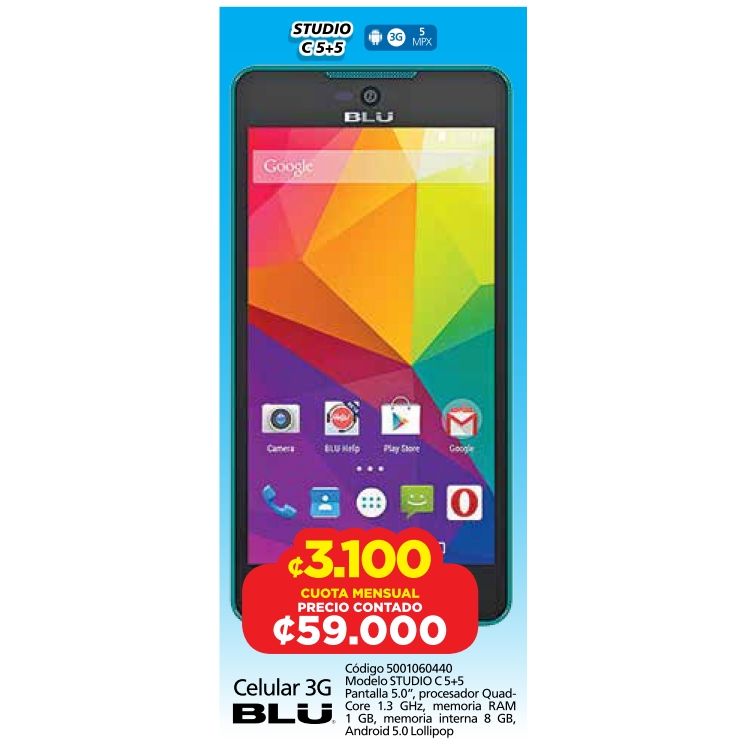 STUDIO
C 5+5
3G
5
MPX
BLU
Google
Camera
BLU Help
Play Store
Google
¢3.100
CUOTA MENSUAL
PRECIO CONTADO
¢59.000
Celular 3G
BLU
Código 5001060440
Modelo STUDIO C 5+5
Pantalla 5.0”, procesador Quad-
Core 1.3 GHz, memoria RAM
1 GB, memoria interna 8 GB,
Android 5.0 Lollipop